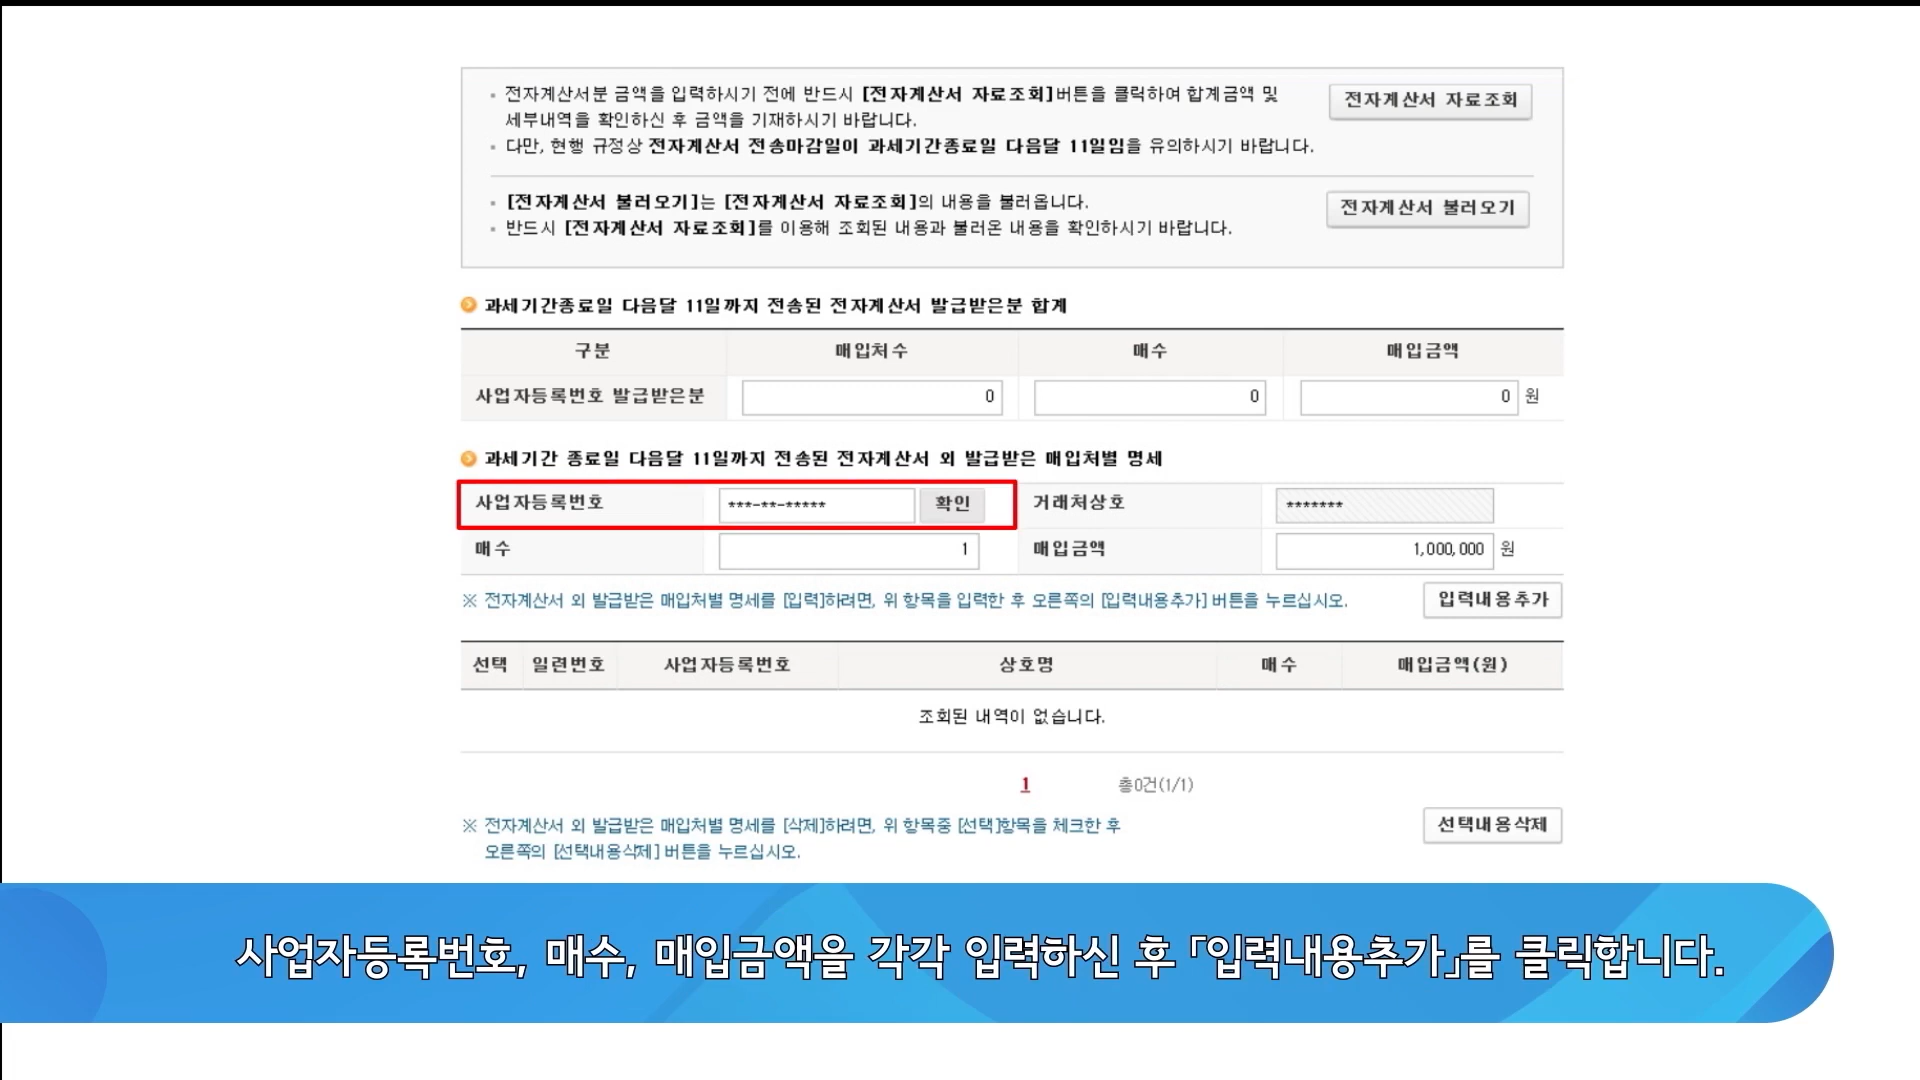 전자계산서분 금액을 입력하시기 전에 반드시 [전자계산서 자료조회]버튼을 클릭하여 합계금액 및
세부내역을 확인하신 후 금액을 기재하시기 바랍니다.
전자계산서 자료조회
다만, 현행 규정상 전자계산서 전송마감일이 과세기간종료일 다음달 11일임을 유의하시기 바랍니다.
[전자계산서 불러오기]는 [전자계산서 자료조회]의 내용을 불러옵니다.
전자계산서 불러오기
반드시 [전자계산서 자료조회]를 이용해 조회된 내용과 불러온 내용을 확인하시기 바랍니다.
과세기간종료일 다음달 11일까지 전송된 전자계산서 발급받은분 합계
구분 매입처수 매수 매입금액
사업자등록번호 발급받은분 0 0 0 원
과세기간 종료일 다음달 11일까지 전송된 전자계산서 외 발급받은 매입처별 명세
사업자등록번호 ***-**-***** 확인 거래처상호 *******
매수 1 매입금액 1,000,000 원
※ 전자계산서 외 발급받은 매입처별 명세를 [입력]하려면, 위 항목을 입력한 후 오른쪽의 [입력내용추가] 버튼을 누르십시오. 입력내용추가
선택 일련번호 사업자등록번호 상호명 매수 매입금액(원)
조회된 내역이 없습니다.
1 총0건(1/1)
※ 전자계산서 외 발급받은 매입처별 명세를 [삭제]하려면, 위 항목중 [선택]항목을 체크한 후
오른쪽의 [선택내용삭제] 버튼을 누르십시오.
선택내용삭제
사업자등록번호, 매수, 매입금액을 각각 입력하신 후 「입력내용추가」를 클릭합니다.